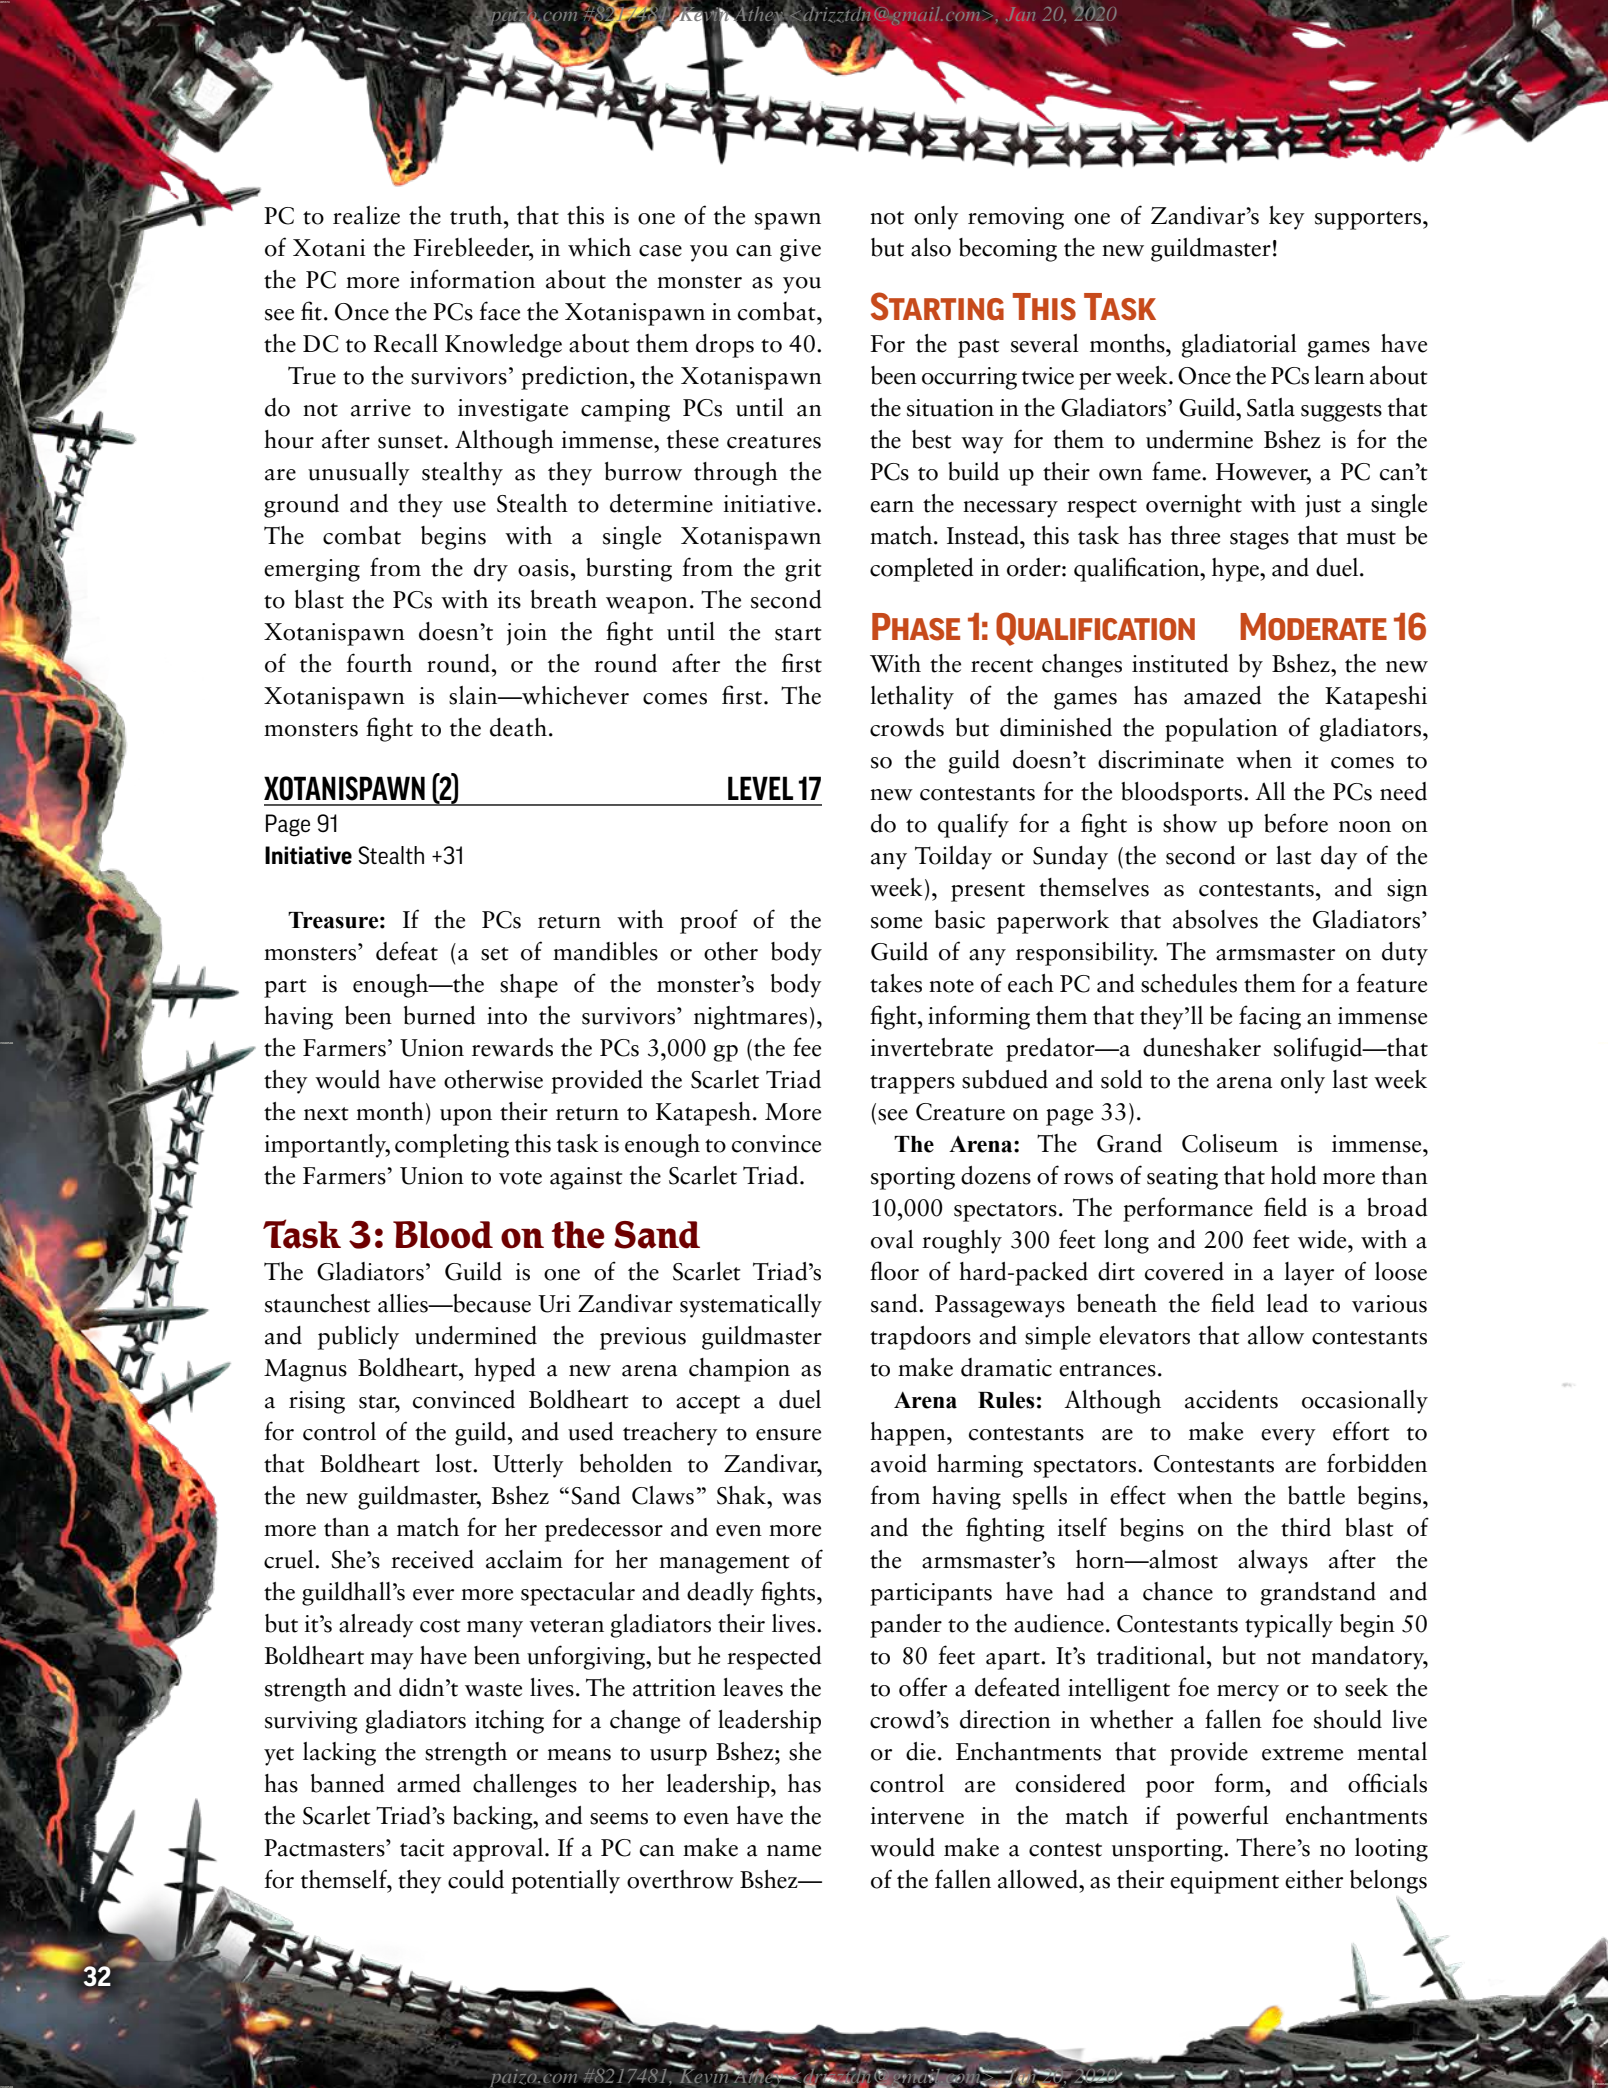 paizo.com #8217481, Kevin Athey <drizztdn@gmail.com>, Jan 20, 2020
PC to realize the truth, that this is one of the spawn
of Xotani the Firebleeder, in which case you can give
the PC more information about the monster as you
see fit. Once the PCs face the Xotanispawn in combat,
the DC to Recall Knowledge about them drops to 40.
True to the survivors’ prediction, the Xotanispawn
do not arrive to investigate camping PCs until an
hour after sunset. Although immense, these creatures
are unusually stealthy as they burrow through the
ground and they use Stealth to determine initiative.
The combat begins with a single Xotanispawn
emerging from the dry oasis, bursting from the grit
to blast the PCs with its breath weapon. The second
Xotanispawn doesn’t join the fight until the start
of the fourth round, or the round after the first
Xotanispawn is slain—whichever comes first. The
monsters fight to the death.
XOTANISPAWN (2) LEVEL 17
Page 91
Initiative Stealth +31
Treasure: If the PCs return with proof of the
monsters’ defeat (a set of mandibles or other body
part is enough—the shape of the monster’s body
having been burned into the survivors’ nightmares),
the Farmers’ Union rewards the PCs 3,000 gp (the fee
they would have otherwise provided the Scarlet Triad
the next month) upon their return to Katapesh. More
importantly, completing this task is enough to convince
the Farmers’ Union to vote against the Scarlet Triad.
Task 3: Blood on the Sand
The Gladiators’ Guild is one of the Scarlet Triad’s
staunchest allies—because Uri Zandivar systematically
and publicly undermined the previous guildmaster
Magnus Boldheart, hyped a new arena champion as
a rising star, convinced Boldheart to accept a duel
for control of the guild, and used treachery to ensure
that Boldheart lost. Utterly beholden to Zandivar,
the new guildmaster, Bshez “Sand Claws” Shak, was
more than a match for her predecessor and even more
cruel. She’s received acclaim for her management of
the guildhall’s ever more spectacular and deadly fights,
but it’s already cost many veteran gladiators their lives.
Boldheart may have been unforgiving, but he respected
strength and didn’t waste lives. The attrition leaves the
surviving gladiators itching for a change of leadership
yet lacking the strength or means to usurp Bshez; she
has banned armed challenges to her leadership, has
the Scarlet Triad’s backing, and seems to even have the
Pactmasters’ tacit approval. If a PC can make a name
for themself, they could potentially overthrow Bshez—
not only removing one of Zandivar’s key supporters,
but also becoming the new guildmaster!
STARTING THIS TASK
For the past several months, gladiatorial games have
been occurring twice per week. Once the PCs learn about
the situation in the Gladiators’ Guild, Satla suggests that
the best way for them to undermine Bshez is for the
PCs to build up their own fame. However, a PC can’t
earn the necessary respect overnight with just a single
match. Instead, this task has three stages that must be
completed in order: qualification, hype, and duel.
PHASE 1: QUALIFICATION MODERATE 16
With the recent changes instituted by Bshez, the new
lethality of the games has amazed the Katapeshi
crowds but diminished the population of gladiators,
so the guild doesn’t discriminate when it comes to
new contestants for the bloodsports. All the PCs need
do to qualify for a fight is show up before noon on
any Toilday or Sunday (the second or last day of the
week), present themselves as contestants, and sign
some basic paperwork that absolves the Gladiators’
Guild of any responsibility. The armsmaster on duty
takes note of each PC and schedules them for a feature
fight, informing them that they’ll be facing an immense
invertebrate predator—a duneshaker solifugid—that
trappers subdued and sold to the arena only last week
(see Creature on page 33).
The Arena: The Grand Coliseum is immense,
sporting dozens of rows of seating that hold more than
10,000 spectators. The performance field is a broad
oval roughly 300 feet long and 200 feet wide, with a
floor of hard-packed dirt covered in a layer of loose
sand. Passageways beneath the field lead to various
trapdoors and simple elevators that allow contestants
to make dramatic entrances.
Arena Rules: Although accidents occasionally
happen, contestants are to make every effort to
avoid harming spectators. Contestants are forbidden
from having spells in effect when the battle begins,
and the fighting itself begins on the third blast of
the armsmaster’s horn—almost always after the
participants have had a chance to grandstand and
pander to the audience. Contestants typically begin 50
to 80 feet apart. It’s traditional, but not mandatory,
to offer a defeated intelligent foe mercy or to seek the
crowd’s direction in whether a fallen foe should live
or die. Enchantments that provide extreme mental
control are considered poor form, and officials
intervene in the match if powerful enchantments
would make a contest unsporting. There’s no looting
of the fallen allowed, as their equipment either belongs
32
paizo.com #8217481, Kevin Athey <drizztdn@gmail.com>, Jan 20, 2020